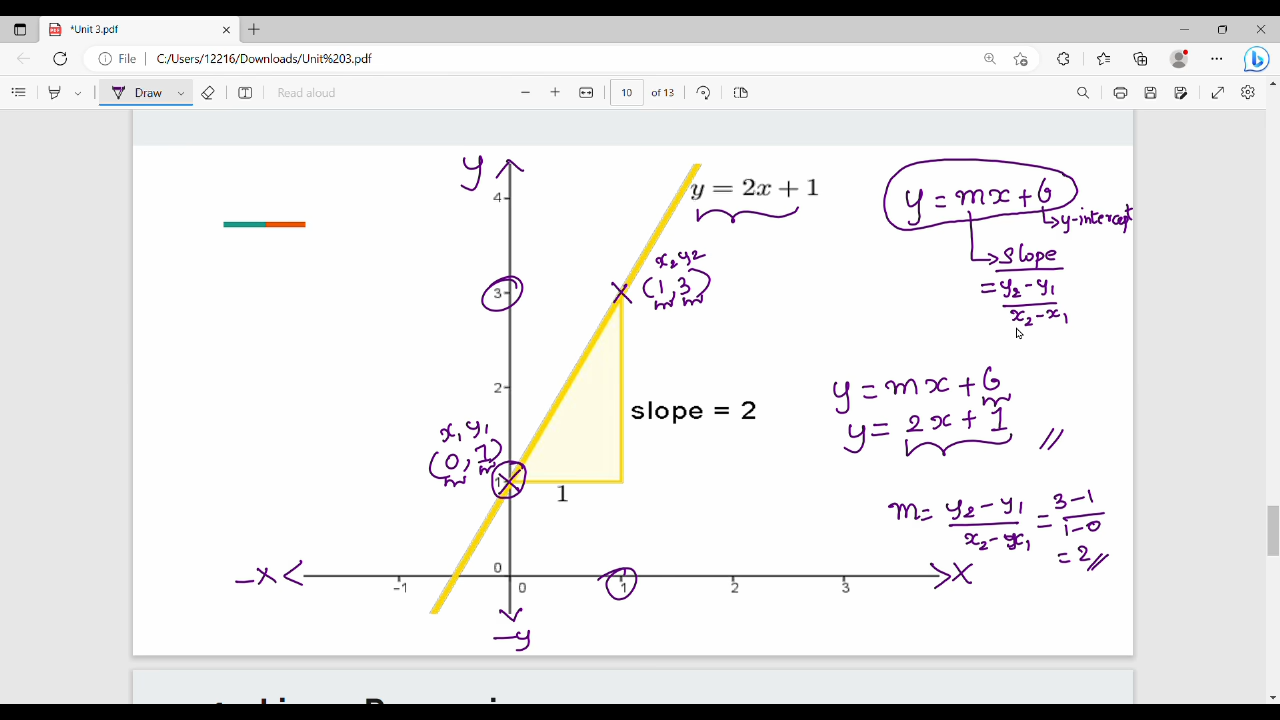 *Unit 3.pdf
File
C:/Users/12216/Downloads/Unit%203.pdf
Draw
Read aloud
10 of 13
y
4
y = 2x + 1
y = mx + b
y-intercept
slope
= y2 - y1
x2 - x1
x2 y2
(1, 3)
3
2
slope = 2
y = mx + b
y = 2x + 1 //
x1 y1
(0, 1)
1
1
m = y2 - y1 = 3 - 1
x2 - x1 1 - 0
= 2 //
0
-x
x
-1 0 1 2 3
-y